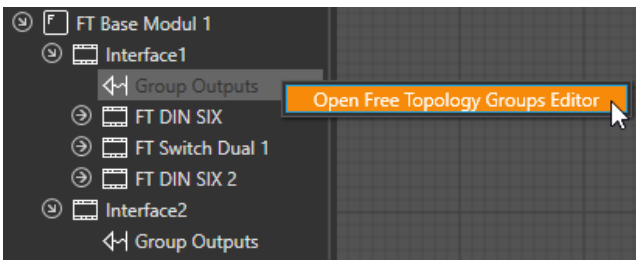 FT Base Modul 1
Interface1
Group Outputs
Open Free Topology Groups Editor
FT DIN SIX
FT Switch Dual 1
FT DIN SIX 2
Interface2
Group Outputs